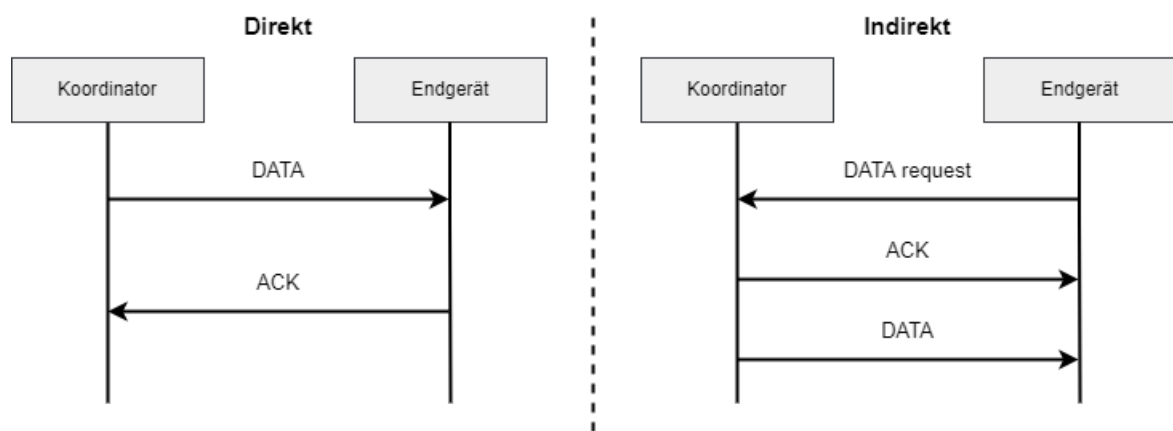 Direkt
Koordinator
Endgerät
DATA
ACK
Indirekt
Koordinator
Endgerät
DATA request
ACK
DATA